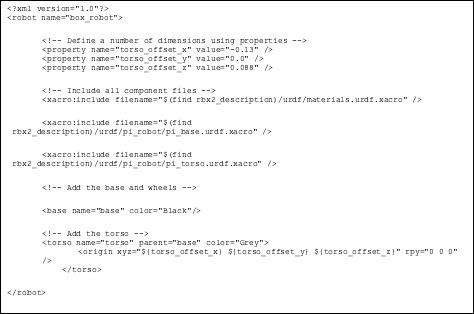 <?xml version="1.0"?>
<robot name="box_robot">
<!-- Define a number of dimensions using properties -->
<property name="torso_offset_x" value="-0.13" />
<property name="torso_offset_y" value="0.0" />
<property name="torso_offset_z" value="0.088" />
<!-- Include all component files -->
<xacro:include filename="$(find rbx2_description)/urdf/materials.urdf.xacro" />
<xacro:include filename="$(find
rbx2_description)/urdf/pi_robot/pi_base.urdf.xacro" />
<xacro:include filename="$(find
rbx2_description)/urdf/pi_robot/pi_torso.urdf.xacro" />
<!-- Add the base and wheels -->
<base name="base" color="Black"/>
<!-- Add the torso -->
<torso name="torso" parent="base" color="Grey">
<origin xyz="${torso_offset_x} ${torso_offset_y} ${torso_offset_z}" rpy="0 0 0"
/>
</torso>
</robot>